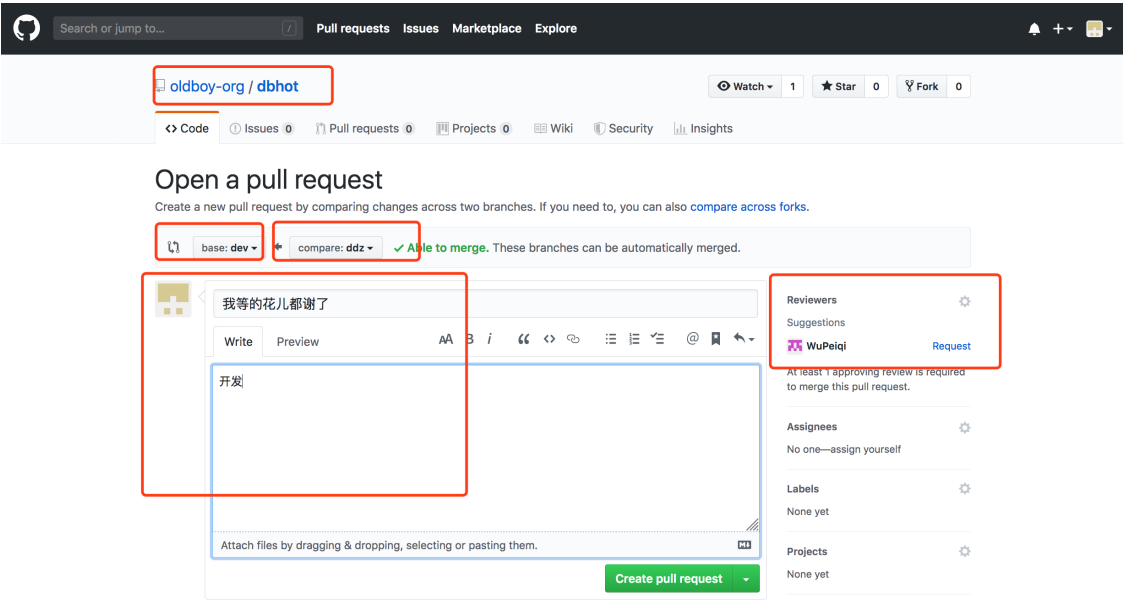 Search or jump to... /
Pull requests Issues Marketplace Explore
oldboy-org / dbhot
Watch 1 Star 0 Fork 0
Code Issues 0 Pull requests 0 Projects 0 Wiki Security Insights
Open a pull request
Create a new pull request by comparing changes across two branches. If you need to, you can also compare across forks.
base: dev compare: ddz Able to merge. These branches can be automatically merged.
我等的花儿都谢了
Write Preview
AA B i
开发
Attach files by dragging & dropping, selecting or pasting them.
Create pull request
Reviewers
Suggestions
WuPeiqi Request
At least 1 approving review is required
to merge this pull request.
Assignees
No one—assign yourself
Labels
None yet
Projects
None yet